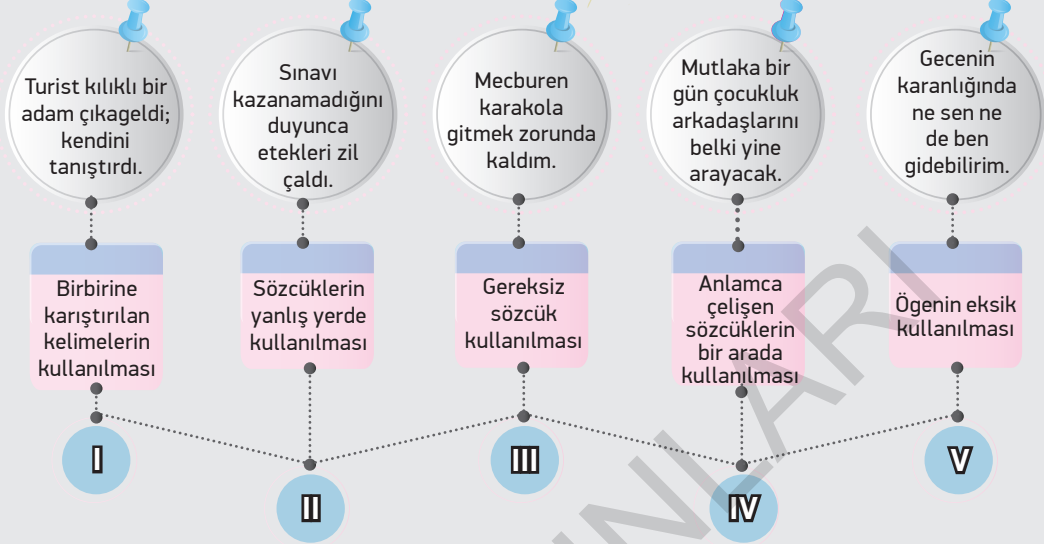 Turist kılıklı bir
adam çıkageldi;
kendini
tanıştırdı.
Sınavı
kazanamadığını
duyunca
etekleri zil
çaldı.
Mecburen
karakola
gitmek zorunda
kaldım.
Mutlaka bir
gün çocukluk
arkadaşlarını
belki yine
arayacak.
Gecenin
karanlığında
ne sen ne
de ben
gidebilirim.
Birbirine
karıştırılan
kelimelerin
kullanılması
Sözcüklerin
yanlış yerde
kullanılması
Gereksiz
sözcük
kullanılması
Anlamca
çelişen
sözcüklerin
bir arada
kullanılması
Ögenin eksik
kullanılması
I
II
III
IV
V